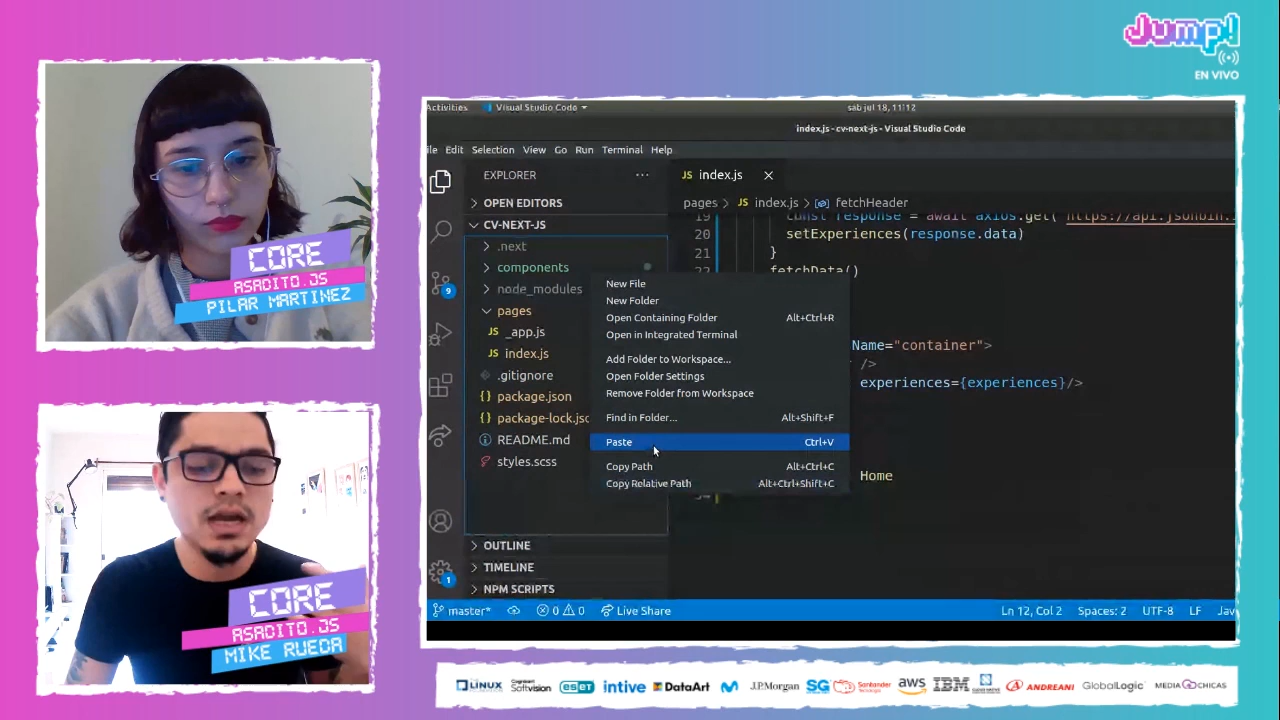 Jump!
EN VIVO
CORE
ASADITO.JS
PILAR MARTINEZ
CORE
ASADITO.JS
MIKE RUEDA
Activities
Visual Studio Code
sáb jul 18, 11:12
index.js - cv-next-js - Visual Studio Code
ile Edit Selection View Go Run Terminal Help
EXPLORER
OPEN EDITORS
CV-NEXT-JS
.next
components
node_modules
pages
JS _app.js
JS index.js
.gitignore
{} package.json
{} package-lock.jsc
README.md
styles.scss
OUTLINE
TIMELINE
NPM SCRIPTS
9
1
JS index.js
pages > JS index.js > fetchHeader
19 const response = await axios.get(`https://api.jsonbin.
20 setExperiences(response.data)
21 }
22 fetchData()
Name="container">
/>
experiences={experiences}/>
Home
34
New File
New Folder
Open Containing Folder Alt+Ctrl+R
Open in Integrated Terminal
Add Folder to Workspace...
Open Folder Settings
Remove Folder from Workspace
Find in Folder... Alt+Shift+F
Paste Ctrl+V
Copy Path Alt+Ctrl+C
Copy Relative Path Alt+Ctrl+Shift+C
master* 0 0 Live Share
Ln 12, Col 2 Spaces: 2 UTF-8 LF Jav
LINUX Cognizant Softvision eset intive DataArt J.P.Morgan SG Santander Tecnología aws IBM ANDREANI GlobalLogic MEDIA CHICAS